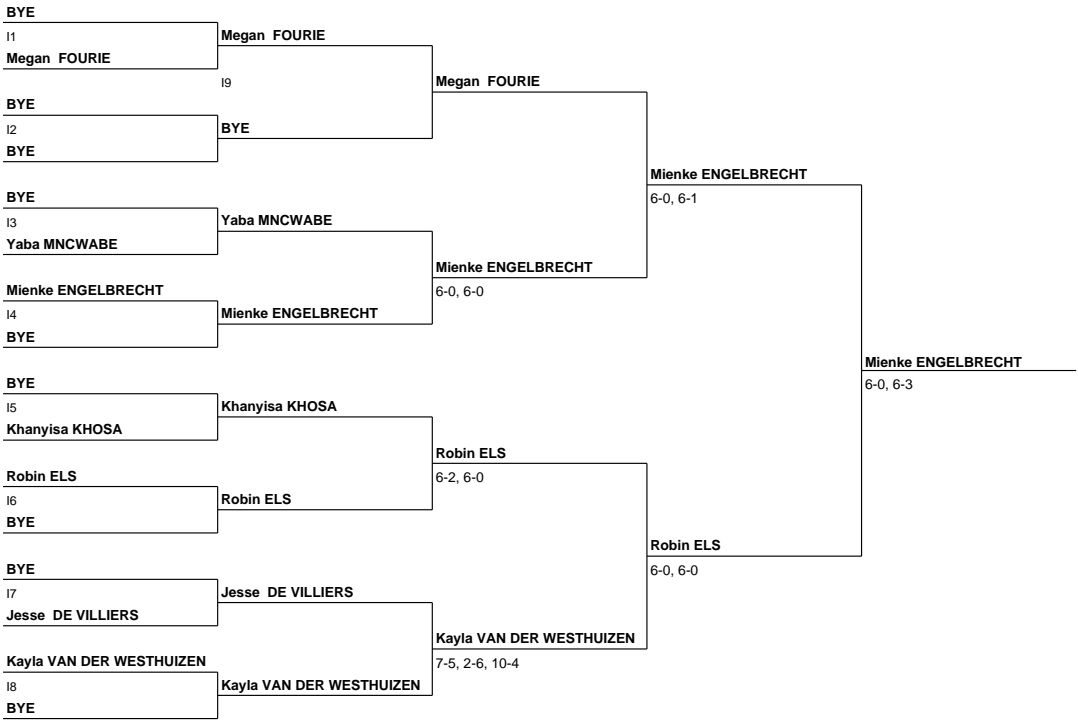 BYE
I1
Megan FOURIE
BYE
I2
BYE
BYE
I3
Yaba MNCWABE
Mienke ENGELBRECHT
I4
BYE
BYE
I5
Khanyisa KHOSA
Robin ELS
I6
BYE
BYE
I7
Jesse DE VILLIERS
Kayla VAN DER WESTHUIZEN
I8
BYE
Megan FOURIE
I9
BYE
Yaba MNCWABE
Mienke ENGELBRECHT
Khanyisa KHOSA
Robin ELS
Jesse DE VILLIERS
Kayla VAN DER WESTHUIZEN
Megan FOURIE
Mienke ENGELBRECHT
6-0, 6-0
Robin ELS
6-2, 6-0
Kayla VAN DER WESTHUIZEN
7-5, 2-6, 10-4
Mienke ENGELBRECHT
6-0, 6-1
Robin ELS
6-0, 6-0
Mienke ENGELBRECHT
6-0, 6-3